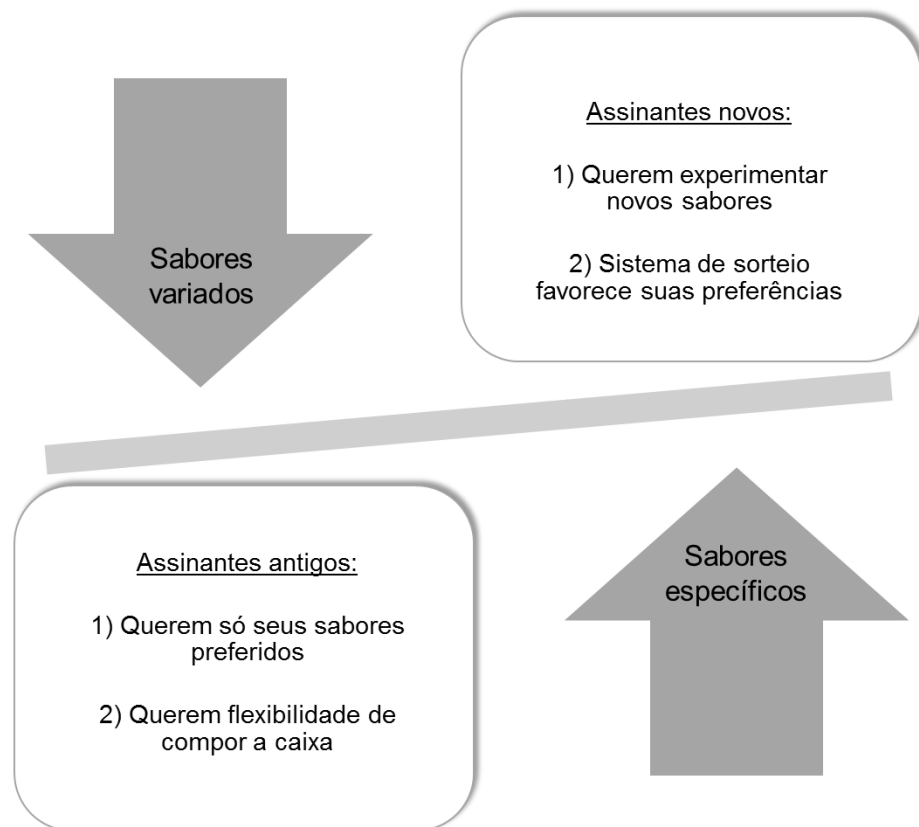 Sabores
variados
Assinantes novos:
1) Querem experimentar
novos sabores
2) Sistema de sorteio
favorece suas preferências
Assinantes antigos:
1) Querem só seus sabores
preferidos
2) Querem flexibilidade de
compor a caixa
Sabores
específicos